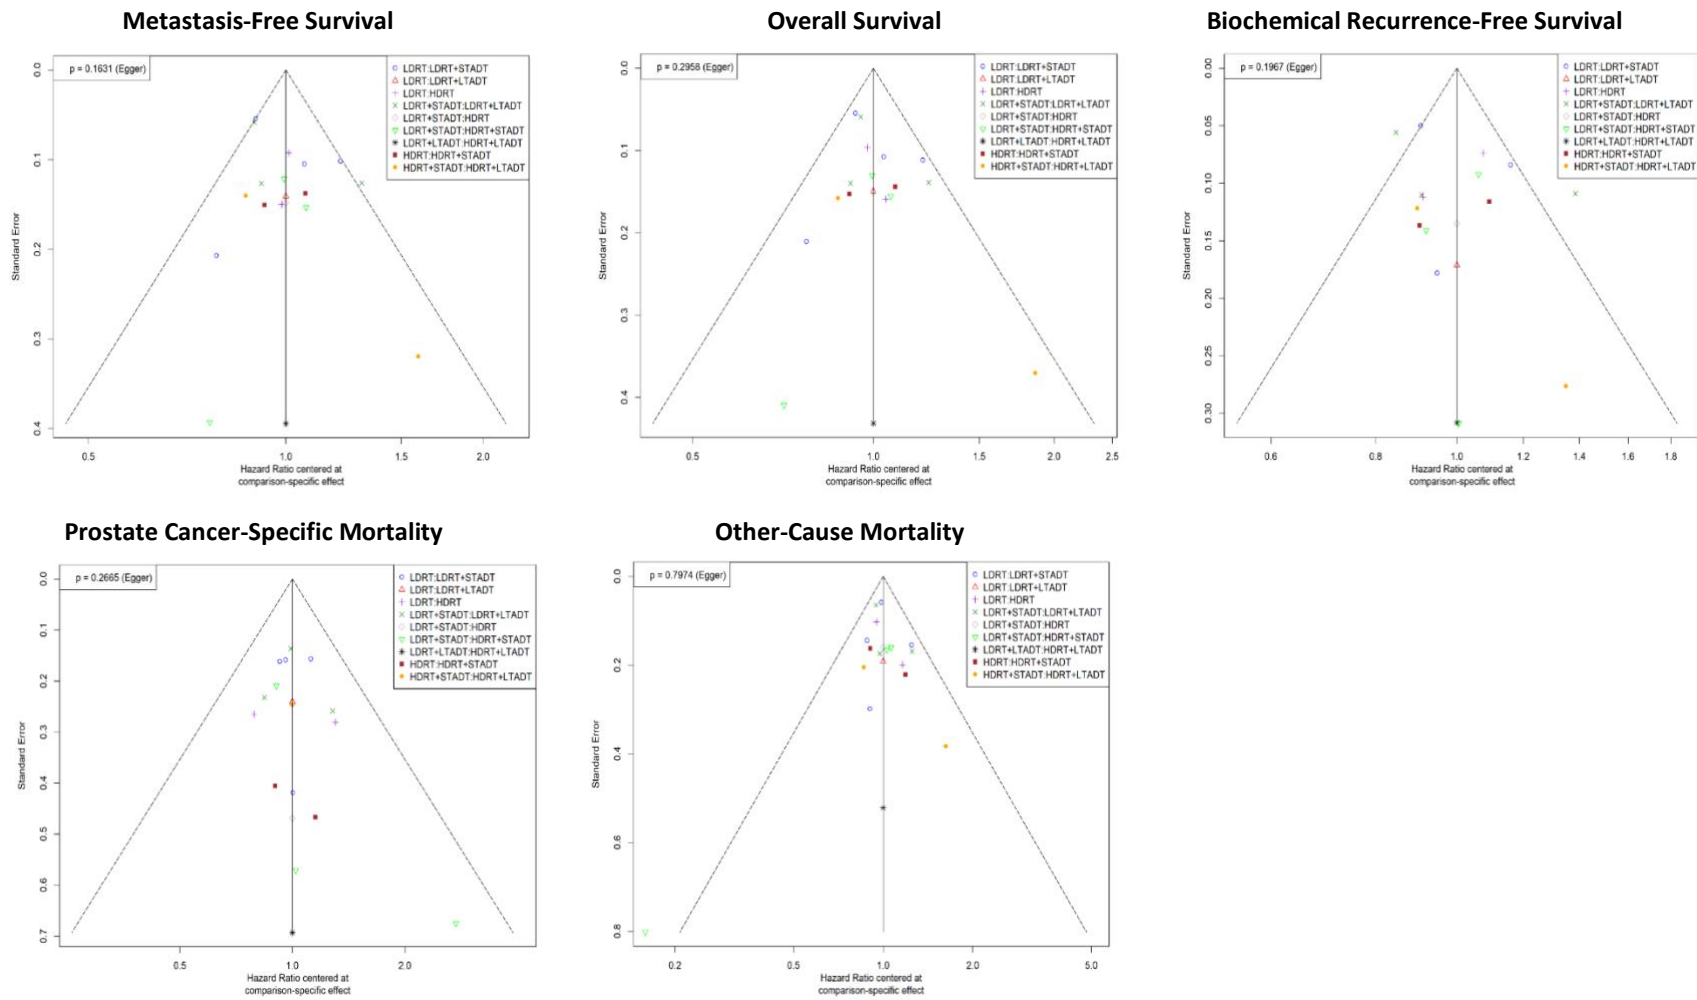 Metastasis-Free Survival
p = 0.1631 (Egger)
LDRT:LDRT+STADT
LDRT:LDRT+LTADT
LDRT:HDRT
LDRT+STADT:LDRT+LTADT
LDRT+STADT:HDRT
LDRT+STADT:HDRT+STADT
LDRT+LTADT:HDRT+LTADT
HDRT:HDRT+STADT
HDRT+STADT:HDRT+LTADT
Standard Error
0.0
0.1
0.2
0.3
0.4
0.5 1.0 1.5 2.0
Hazard Ratio centered at
comparison-specific effect
Overall Survival
p = 0.2958 (Egger)
LDRT:LDRT+STADT
LDRT:LDRT+LTADT
LDRT:HDRT
LDRT+STADT:LDRT+LTADT
LDRT+STADT:HDRT
LDRT+STADT:HDRT+STADT
LDRT+LTADT:HDRT+LTADT
HDRT:HDRT+STADT
HDRT+STADT:HDRT+LTADT
Standard Error
0.0
0.1
0.2
0.3
0.4
0.5 1.0 1.5 2.0 2.5
Hazard Ratio centered at
comparison-specific effect
Biochemical Recurrence-Free Survival
p = 0.1967 (Egger)
LDRT:LDRT+STADT
LDRT:LDRT+LTADT
LDRT:HDRT
LDRT+STADT:LDRT+LTADT
LDRT+STADT:HDRT
LDRT+STADT:HDRT+STADT
LDRT+LTADT:HDRT+LTADT
HDRT:HDRT+STADT
HDRT+STADT:HDRT+LTADT
Standard Error
0.00
0.05
0.10
0.15
0.20
0.25
0.30
0.6 0.8 1.0 1.2 1.4 1.6 1.8
Hazard Ratio centered at
comparison-specific effect
Prostate Cancer-Specific Mortality
p = 0.2665 (Egger)
LDRT:LDRT+STADT
LDRT:LDRT+LTADT
LDRT:HDRT
LDRT+STADT:LDRT+LTADT
LDRT+STADT:HDRT
LDRT+STADT:HDRT+STADT
LDRT+LTADT:HDRT+LTADT
HDRT:HDRT+STADT
HDRT+STADT:HDRT+LTADT
Standard Error
0.0
0.1
0.2
0.3
0.4
0.5
0.6
0.7
0.5 1.0 2.0
Hazard Ratio centered at
comparison-specific effect
Other-Cause Mortality
p = 0.7974 (Egger)
LDRT:LDRT+STADT
LDRT:LDRT+LTADT
LDRT:HDRT
LDRT+STADT:LDRT+LTADT
LDRT+STADT:HDRT
LDRT+STADT:HDRT+STADT
LDRT+LTADT:HDRT+LTADT
HDRT:HDRT+STADT
HDRT+STADT:HDRT+LTADT
Standard Error
0.0
0.2
0.4
0.6
0.8
0.2 0.5 1.0 2.0 5.0
Hazard Ratio centered at
comparison-specific effect